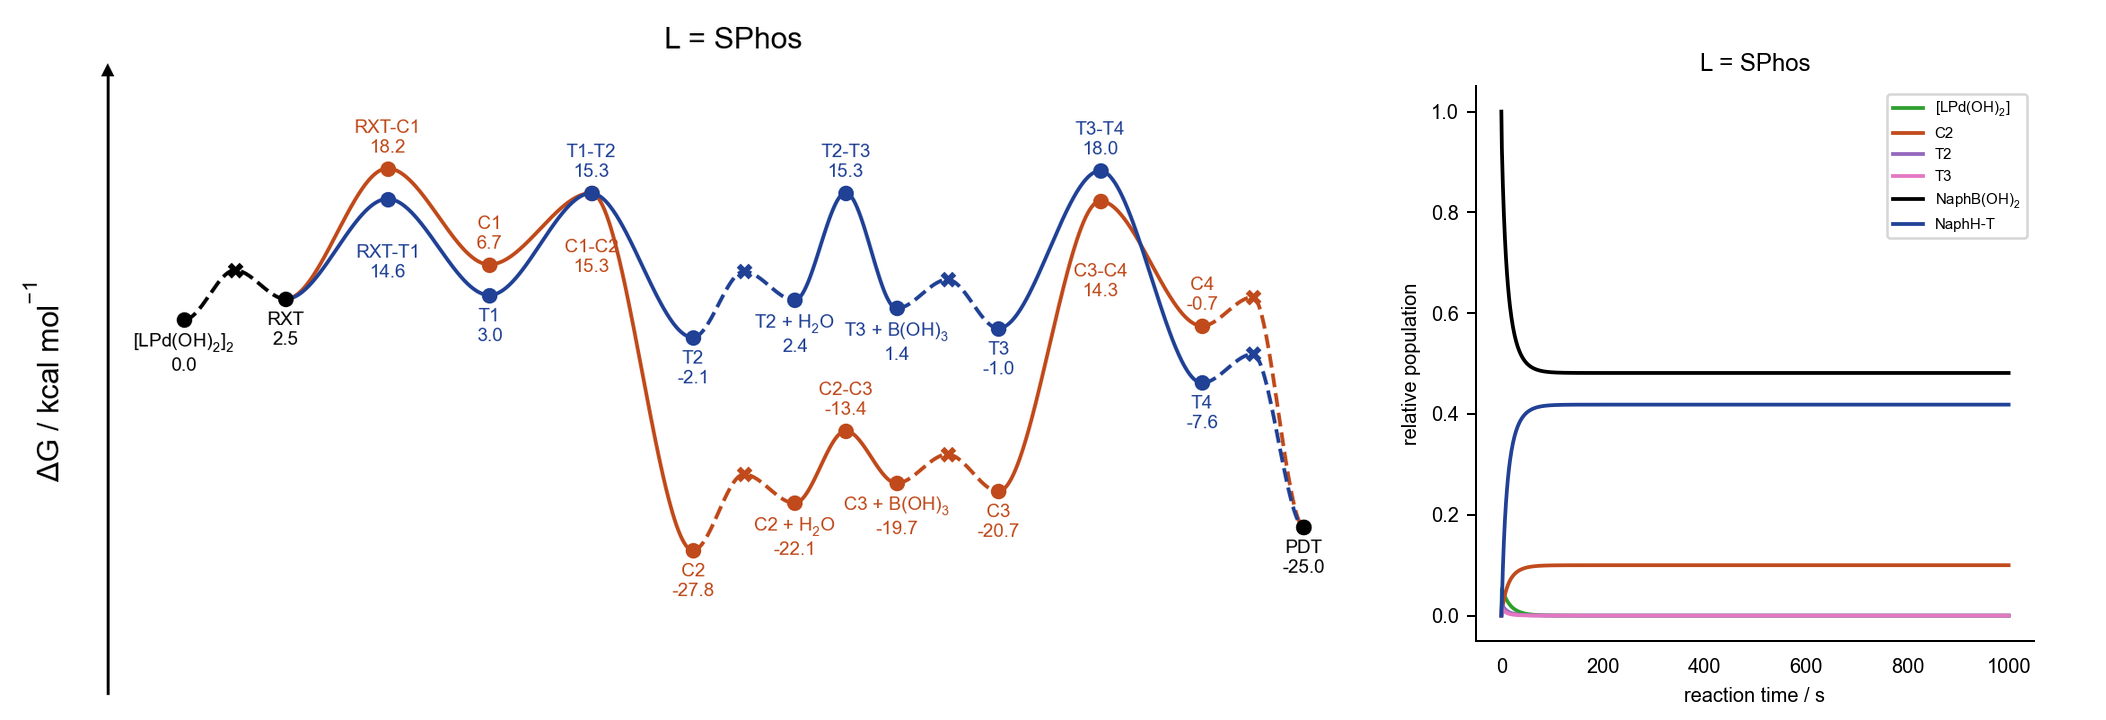 L = SPhos
ΔG / kcal mol⁻¹
[LPd(OH)₂]₂
0.0
RXT
2.5
RXT-C1
18.2
RXT-T1
14.6
C1
6.7
T1
3.0
T1-T2
15.3
C1-C2
15.3
T2
-2.1
C2
-27.8
T2 + H₂O
2.4
C2 + H₂O
-22.1
T2-T3
15.3
C2-C3
-13.4
T3 + B(OH)₃
1.4
C3 + B(OH)₃
-19.7
T3
-1.0
C3
-20.7
T3-T4
18.0
C3-C4
14.3
C4
-0.7
T4
-7.6
PDT
-25.0
L = SPhos
relative population
1.0
0.8
0.6
0.4
0.2
0.0
0
200
400
600
800
1000
reaction time / s
[LPd(OH)₂]
C2
T2
T3
NaphB(OH)₂
NaphH-T